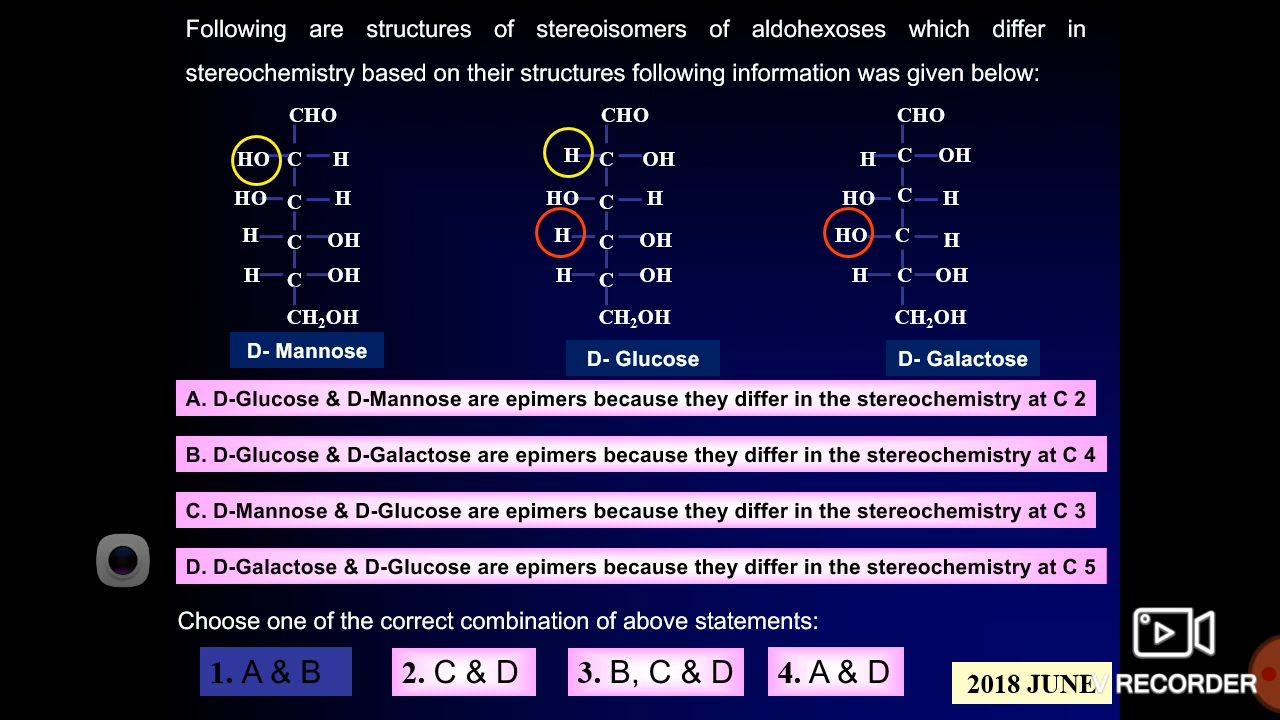 Following are structures of stereoisomers of aldohexoses which differ in
stereochemistry based on their structures following information was given below:
CHO CHO CHO
HO C H H C OH H C OH
HO C H HO C H HO C H
H C OH H C OH HO C H
H C OH H C OH H C OH
CH₂OH CH₂OH CH₂OH
D- Mannose D- Glucose D- Galactose
A. D-Glucose & D-Mannose are epimers because they differ in the stereochemistry at C 2
B. D-Glucose & D-Galactose are epimers because they differ in the stereochemistry at C 4
C. D-Mannose & D-Glucose are epimers because they differ in the stereochemistry at C 3
D. D-Galactose & D-Glucose are epimers because they differ in the stereochemistry at C 5
Choose one of the correct combination of above statements:
1. A & B 2. C & D 3. B, C & D 4. A & D
2018 JUNE
V RECORDER